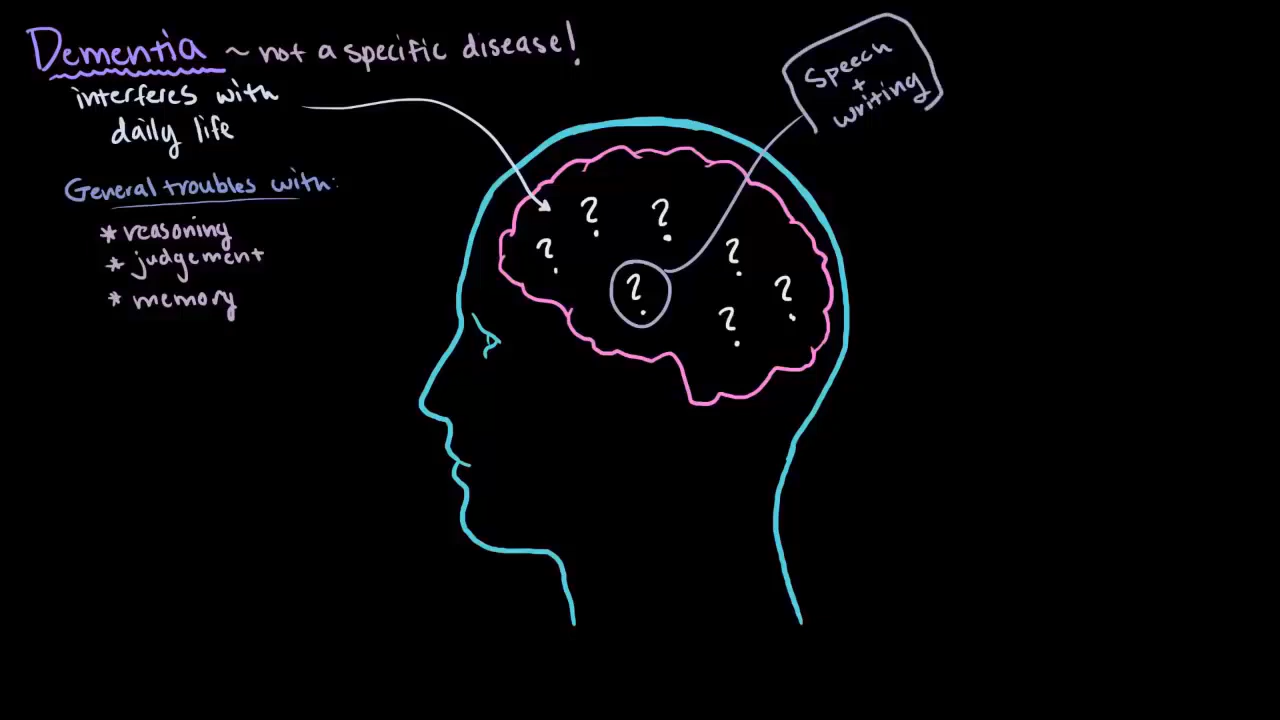 Dementia ~ not a specific disease!
interferes with
daily life
General troubles with:
* reasoning
* judgement
* memory
Speech
+
writing
?
?
?
?
?
?
?
?